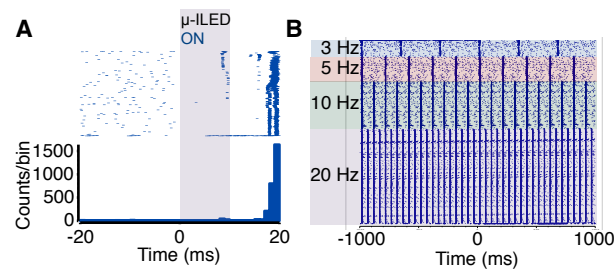 A
μ-ILED
ON
Counts/bin
1500
1000
500
0
-20
0
20
Time (ms)
B
3 Hz
5 Hz
10 Hz
20 Hz
-1000
0
1000
Time (ms)